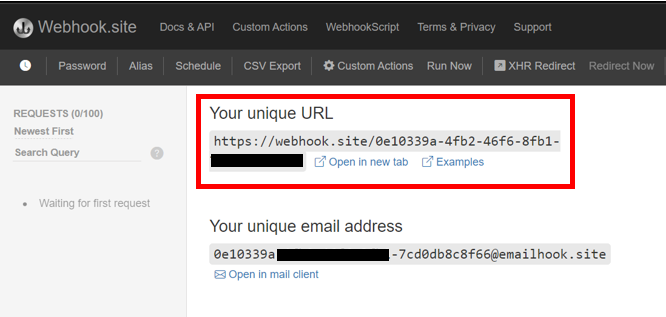 Webhook.site Docs & API Custom Actions WebhookScript Terms & Privacy Support
Password Alias Schedule CSV Export Custom Actions Run Now XHR Redirect Redirect Now
REQUESTS (0/100)
Newest First
Search Query ?
Waiting for first request
Your unique URL
https://webhook.site/0e10339a-4fb2-46f6-8fb1-
Open in new tab Examples
Your unique email address
0e10339a -7cd0db8c8f66@emailhook.site
Open in mail client